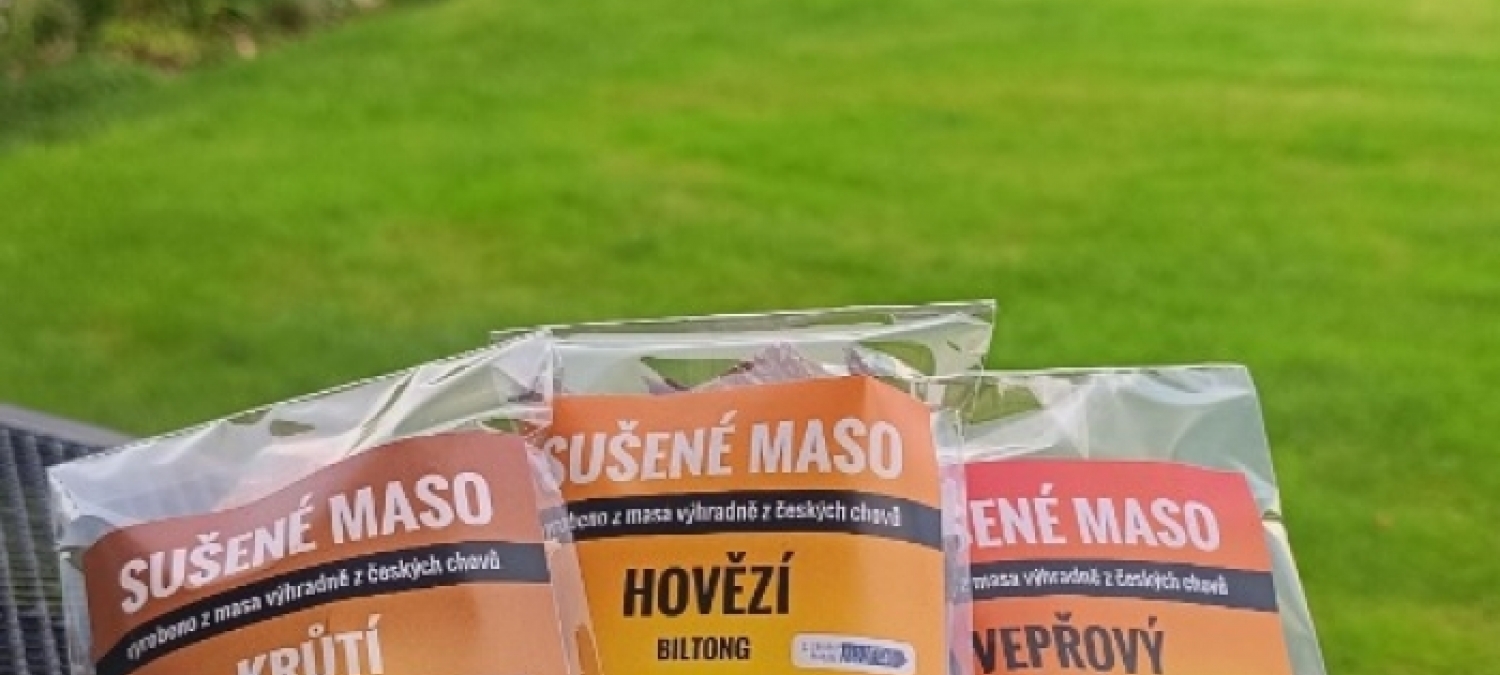 SUŠENÉ MASO
vyrobeno z masa výhradně z českých chovů
KRŮTÍ
SUŠENÉ MASO
vyrobeno z masa výhradně z českých chovů
HOVĚZÍ
BILTONG
ENÉ MASO
z masa výhradně z českých chovů
VEPŘOVÝ